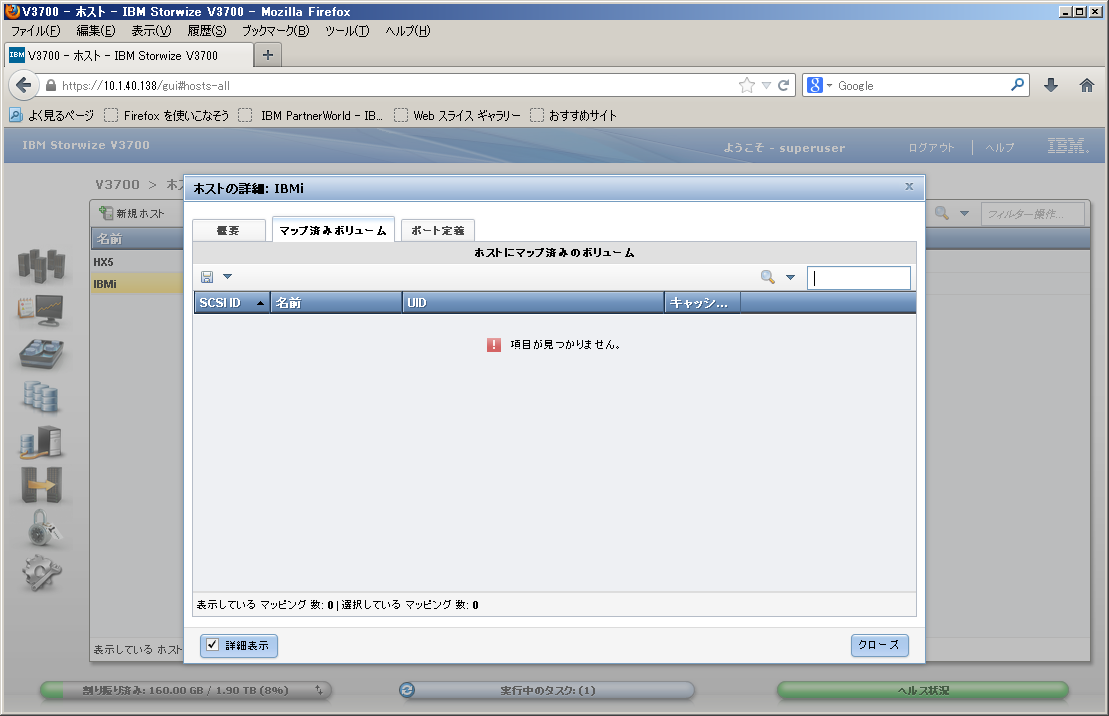 V3700 - ホスト - IBM Storwize V3700 - Mozilla Firefox
ファイル(F) 編集(E) 表示(V) 履歴(S) ブックマーク(B) ツール(T) ヘルプ(H)
IBM V3700 - ホスト - IBM Storwize V3700 +
https://10.1.40.138/gui#hosts-all 8 Google
よく見るページ Firefox を使いこなそう IBM PartnerWorld - IB... Web スライス ギャラリー おすすめサイト
IBM Storwize V3700 ようこそ - superuser ログアウト | ヘルプ IBM.
V3700 > ホス
ホストの詳細: IBMi x
新規ホスト フィルター操作...
概要 マップ済みボリューム ポート定義
名前
ホストにマップ済みのボリューム
HX5
IBMi
SCSI ID 名前 UID キャッシ...
! 項目が見つかりません。
表示している マッピング 数: 0 | 選択している マッピング 数: 0
詳細表示 クローズ
表示している ホスト
割り振り済み: 160.00 GB / 1.90 TB (8%) 実行中のタスク: (1) ヘルス状況